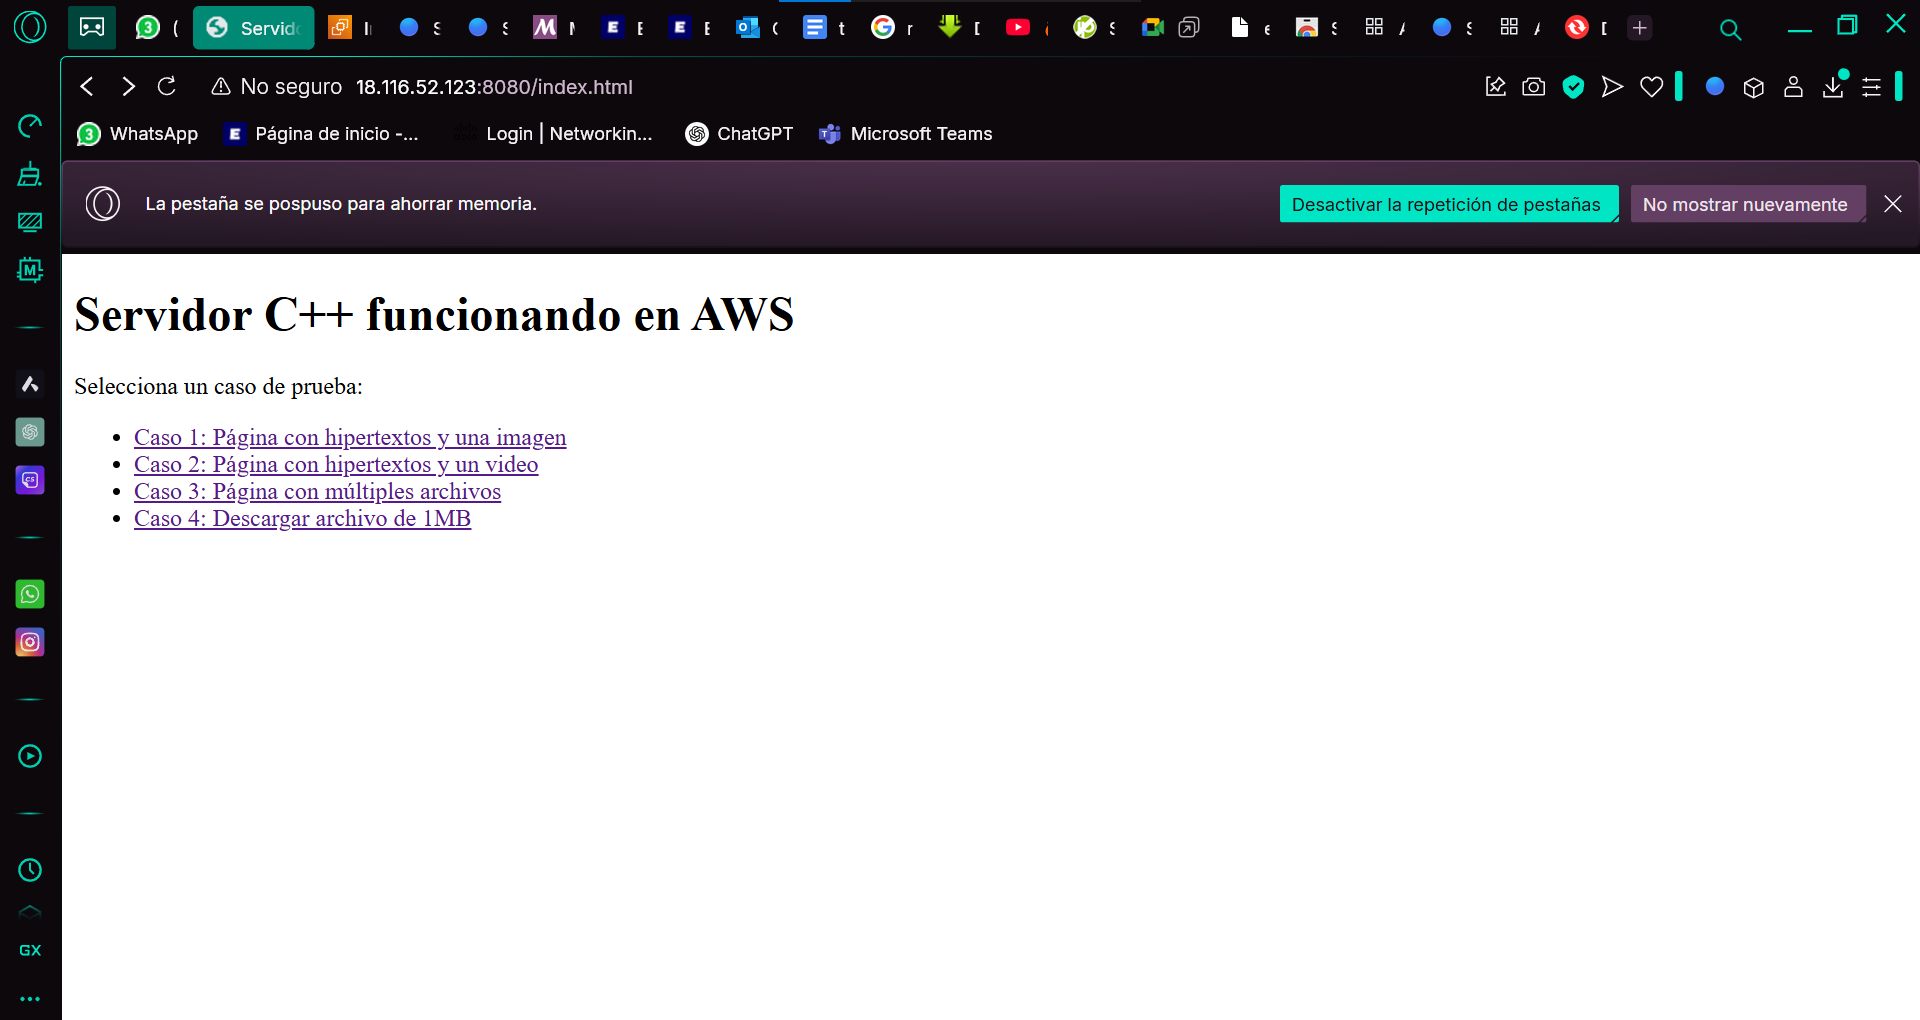 Servidor
No seguro 18.116.52.123:8080/index.html
WhatsApp Página de inicio -... Login | Networkin... ChatGPT Microsoft Teams
La pestaña se pospuso para ahorrar memoria. Desactivar la repetición de pestañas No mostrar nuevamente
Servidor C++ funcionando en AWS
Selecciona un caso de prueba:
Caso 1: Página con hipertextos y una imagen
Caso 2: Página con hipertextos y un video
Caso 3: Página con múltiples archivos
Caso 4: Descargar archivo de 1MB
GX